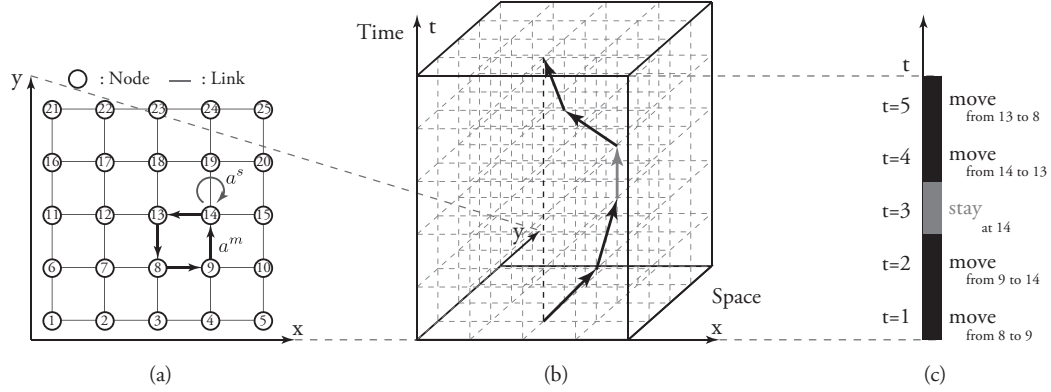 y
: Node : Link
21 22 23 24 25
16 17 18 19 20
aˢ
11 12 13 14 15
aᵐ
6 7 8 9 10
1 2 3 4 5
x
(a)
Time t
y
Space
x
(b)
t
t=5 move
from 13 to 8
t=4 move
from 14 to 13
t=3 stay
at 14
t=2 move
from 9 to 14
t=1 move
from 8 to 9
(c)